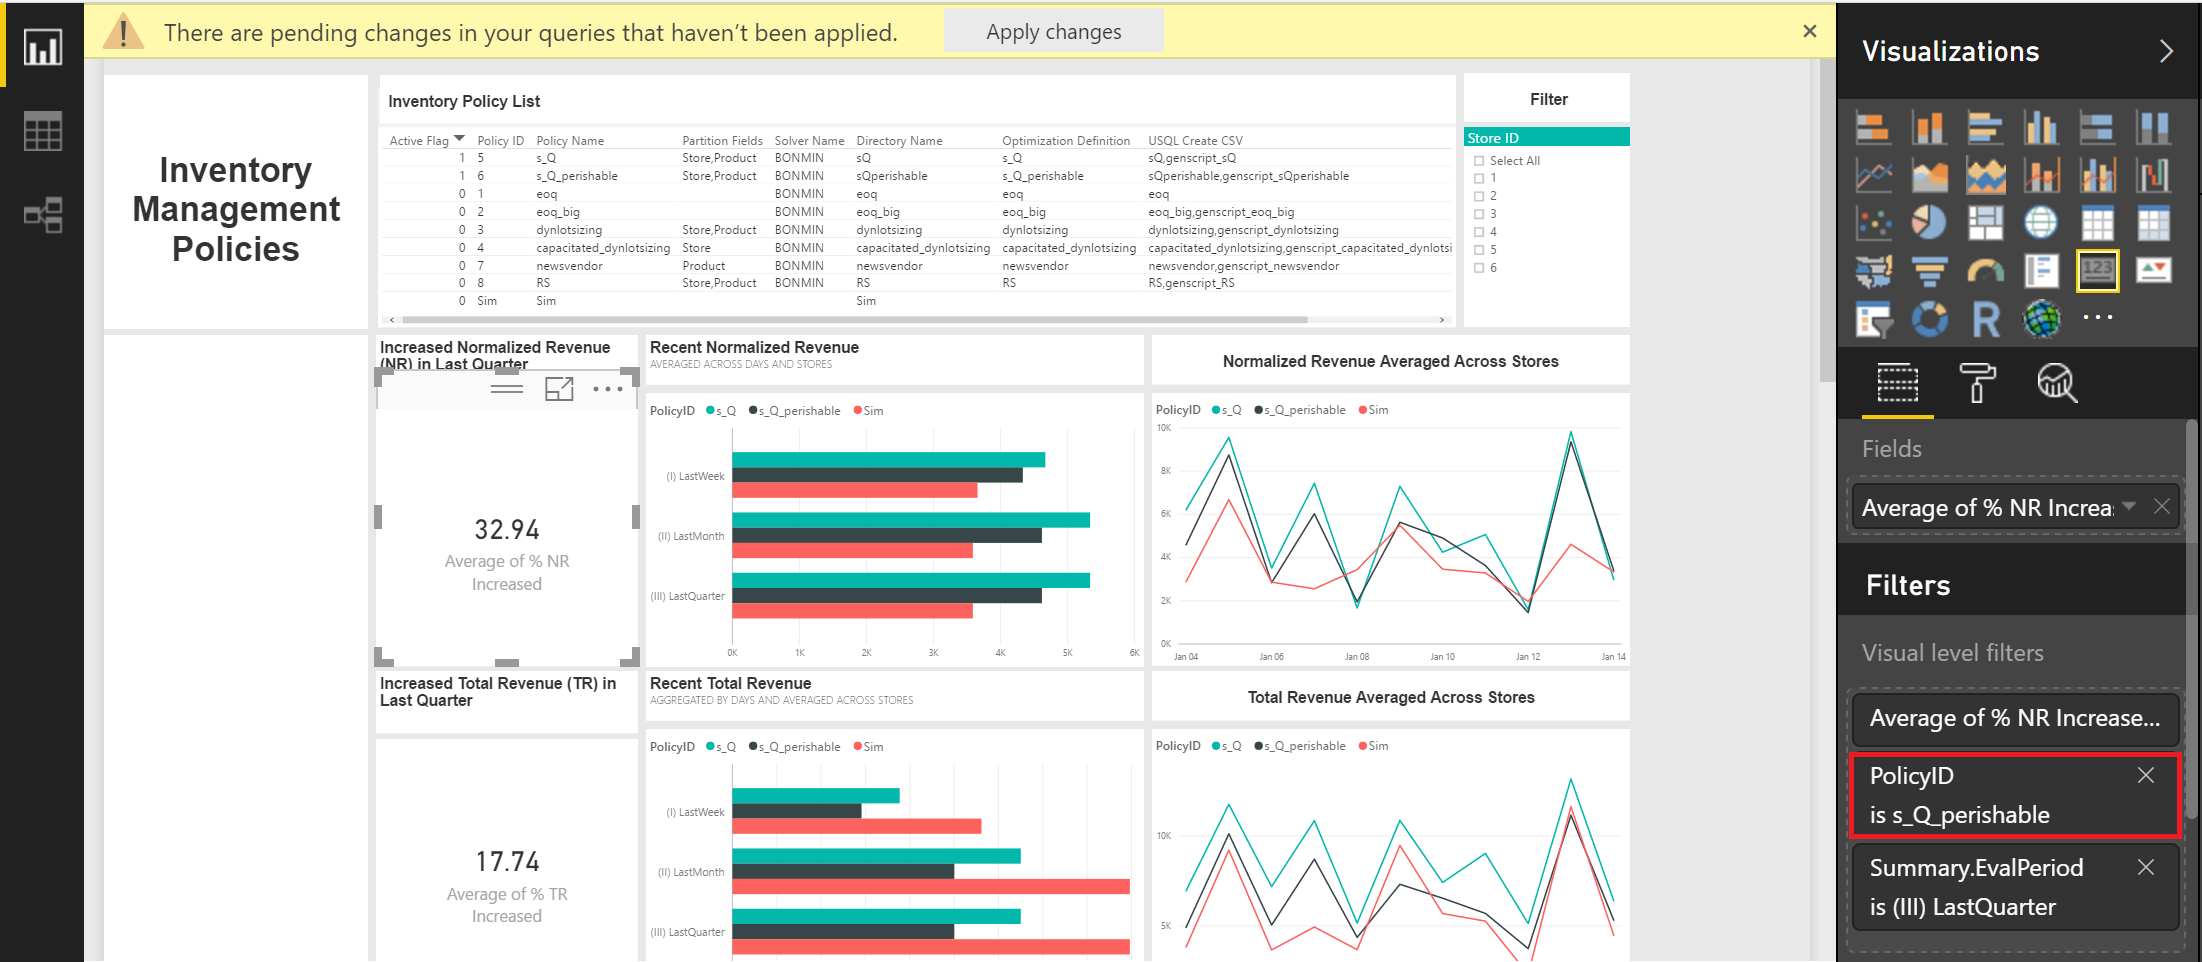 There are pending changes in your queries that haven't been applied.
Apply changes
Inventory
Management
Policies
Inventory Policy List
Active Flag Policy ID Policy Name Partition Fields Solver Name Directory Name Optimization Definition USQL Create CSV
1 5 s_Q Store,Product BONMIN sQ s_Q sQ,genscript_sQ
1 6 s_Q_perishable Store,Product BONMIN sQperishable s_Q_perishable sQperishable,genscript_sQperishable
0 1 eoq BONMIN eoq eoq eoq
0 2 eoq_big BONMIN eoq_big eoq_big eoq_big,genscript_eoq_big
0 3 dynlotsizing Store,Product BONMIN dynlotsizing dynlotsizing dynlotsizing,genscript_dynlotsizing
0 4 capacitated_dynlotsizing Store BONMIN capacitated_dynlotsizing capacitated_dynlotsizing capacitated_dynlotsizing,genscript_capacitated_dynlotsi
0 7 newsvendor Product BONMIN newsvendor newsvendor newsvendor,genscript_newsvendor
0 8 RS Store,Product BONMIN RS RS RS,genscript_RS
0 Sim Sim Sim
Filter
Store ID
Select All
1
2
3
4
5
6
Increased Normalized Revenue
(NR) in Last Quarter
32.94
Average of % NR
Increased
Recent Normalized Revenue
AVERAGED ACROSS DAYS AND STORES
PolicyID s_Q s_Q_perishable Sim
(I) LastWeek
(II) LastMonth
(III) LastQuarter
0K 1K 2K 3K 4K 5K 6K
Normalized Revenue Averaged Across Stores
PolicyID s_Q s_Q_perishable Sim
10K
8K
6K
4K
2K
0K
Jan 04 Jan 06 Jan 08 Jan 10 Jan 12 Jan 14
Increased Total Revenue (TR) in
Last Quarter
17.74
Average of % TR
Increased
Recent Total Revenue
AGGREGATED BY DAYS AND AVERAGED ACROSS STORES
PolicyID s_Q s_Q_perishable Sim
(I) LastWeek
(II) LastMonth
(III) LastQuarter
Total Revenue Averaged Across Stores
PolicyID s_Q s_Q_perishable Sim
10K
5K
Visualizations
123
R
Fields
Average of % NR Increa
Filters
Visual level filters
Average of % NR Increase...
PolicyID
is s_Q_perishable
Summary.EvalPeriod
is (III) LastQuarter